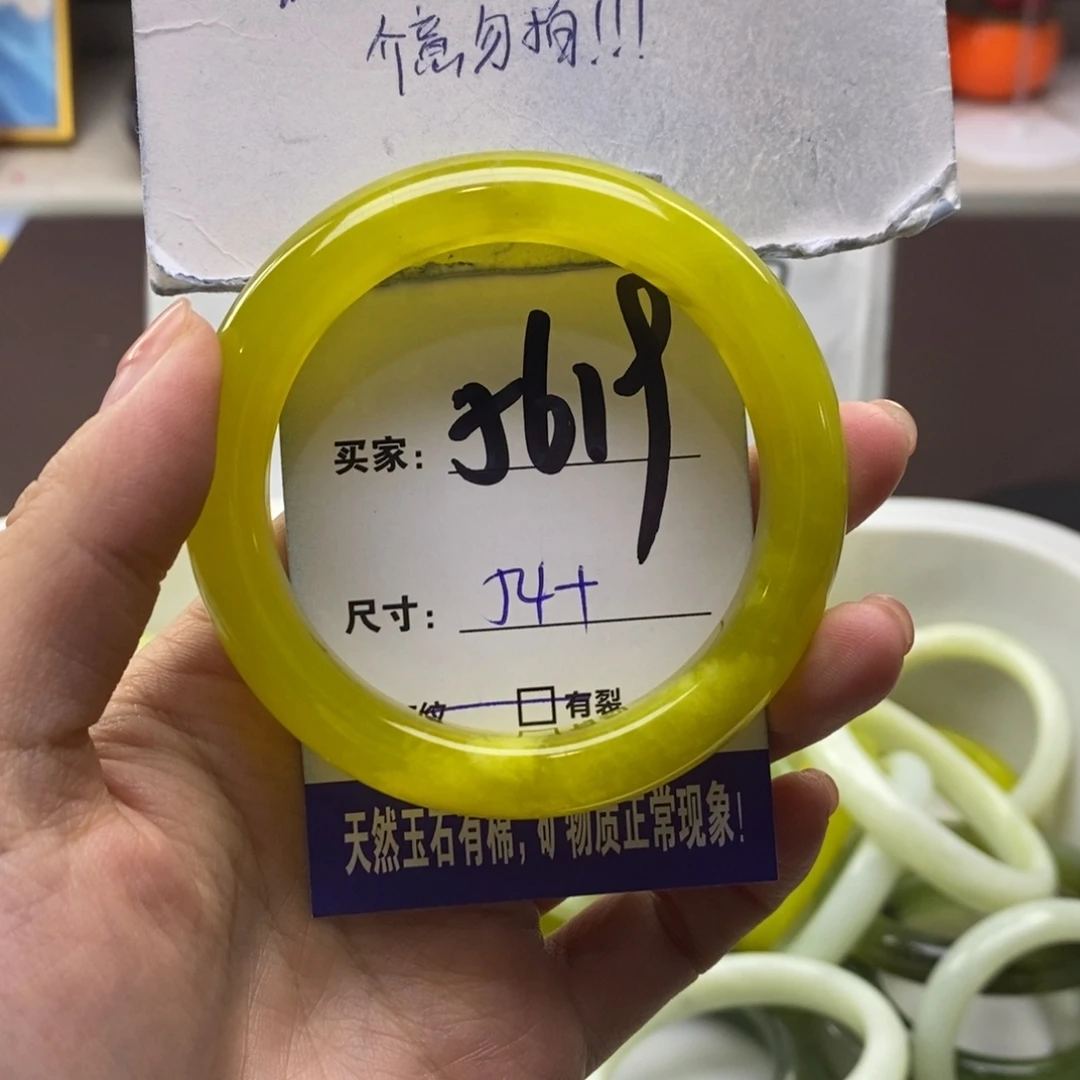 介意勿拍!!!
买家：3619
尺寸：54+
纹 □有裂
天然玉石有棉，矿物质正常现象！